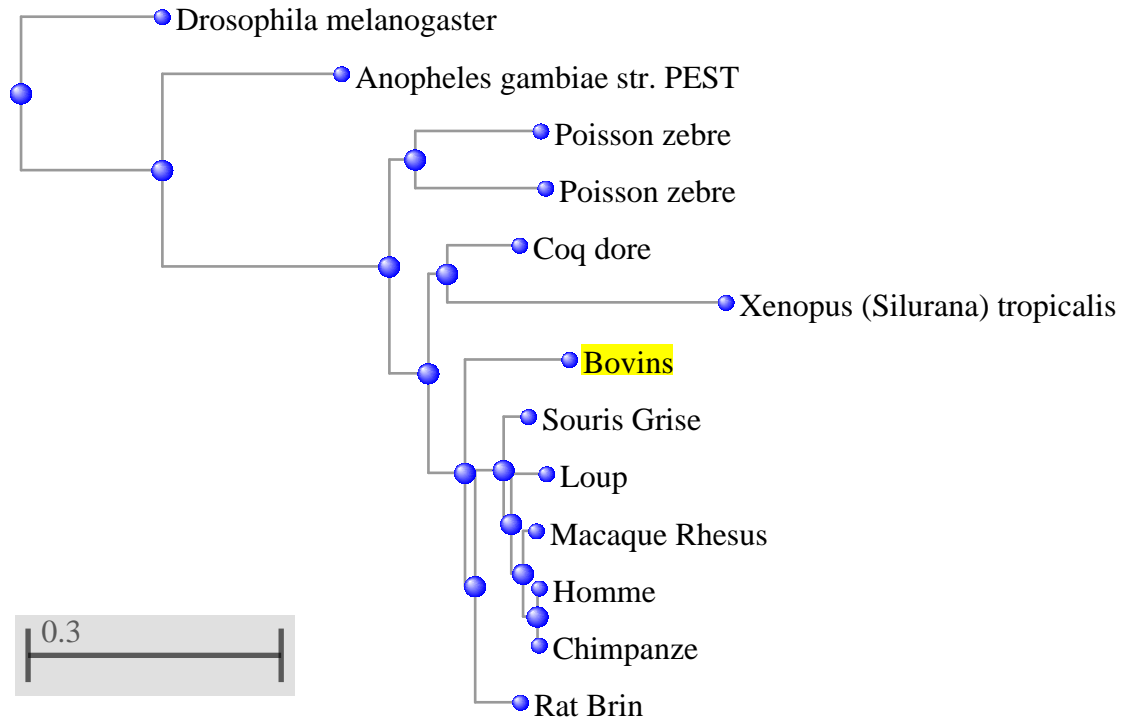 Drosophila melanogaster
Anopheles gambiae str. PEST
Poisson zebre
Poisson zebre
Coq dore
Xenopus (Silurana) tropicalis
Bovins
Souris Grise
Loup
Macaque Rhesus
Homme
Chimpanze
Rat Brin
0.3